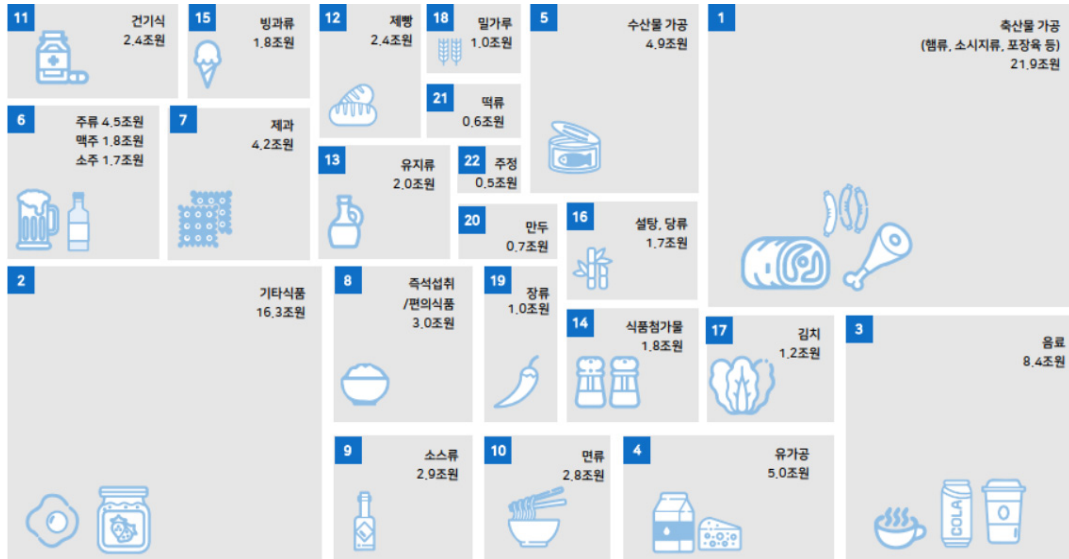 11
건기식
2.4조원
15
빙과류
1.8조원
12
제빵
2.4조원
18
밀가루
1.0조원
5
수산물 가공
4.9조원
1
축산물 가공
(햄류, 소시지류, 포장육 등)
21.9조원
21
떡류
0.6조원
6
주류 4.5조원
맥주 1.8조원
소주 1.7조원
7
제과
4.2조원
13
유지류
2.0조원
22
주정
0.5조원
20
만두
0.7조원
16
설탕, 당류
1.7조원
2
기타식품
16.3조원
8
즉석섭취
/편의식품
3.0조원
19
장류
1.0조원
14
식품첨가물
1.8조원
17
김치
1.2조원
3
음료
8.4조원
COLA
9
소스류
2.9조원
10
면류
2.8조원
4
유가공
5.0조원